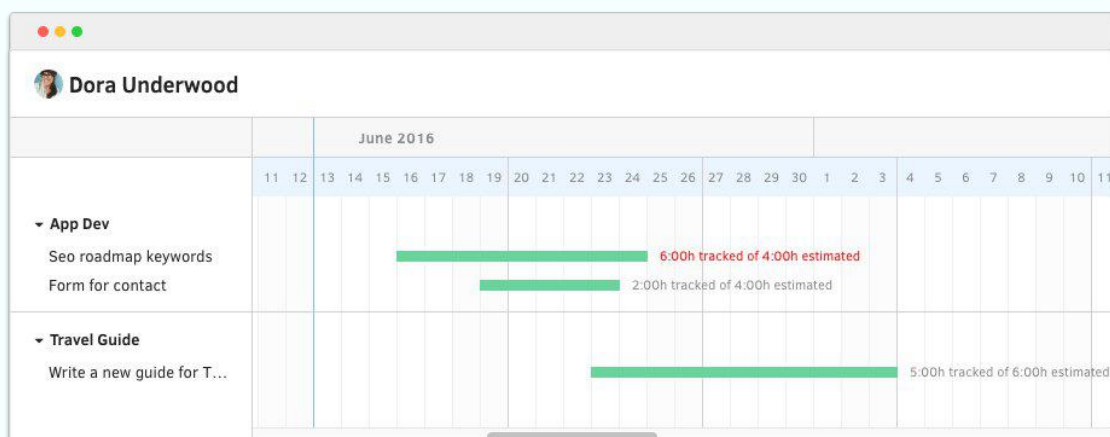 Dora Underwood
June 2016
11 12 13 14 15 16 17 18 19 20 21 22 23 24 25 26 27 28 29 30 1 2 3 4 5 6 7 8 9 10 11
App Dev
Seo roadmap keywords 6:00h tracked of 4:00h estimated
Form for contact 2:00h tracked of 4:00h estimated
Travel Guide
Write a new guide for T... 5:00h tracked of 6:00h estimated